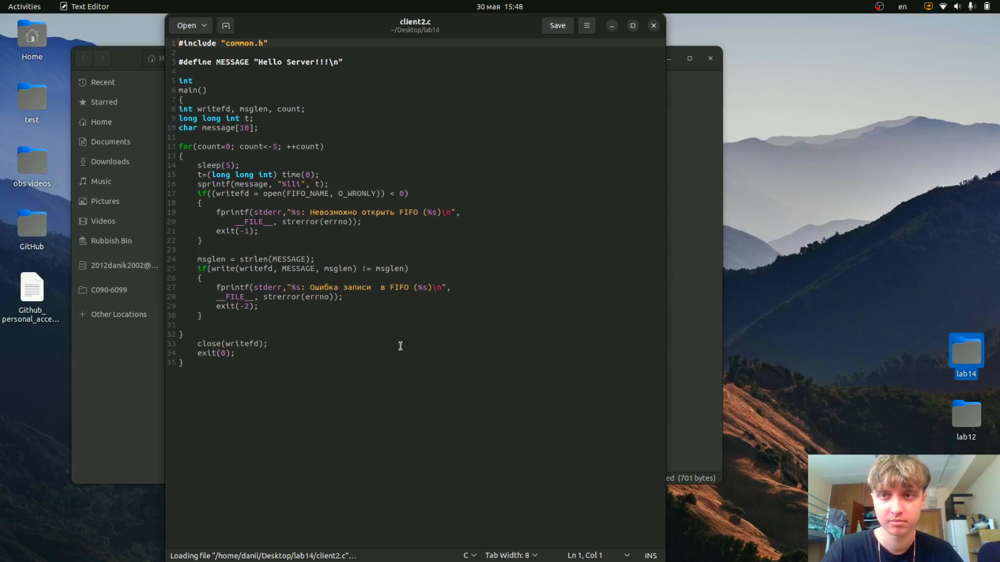 Activities
Text Editor
30 мая 15:48
en
Home
test
obs videos
GitHub
Github_
personal_acce...
H
Recent
Starred
Home
Documents
Downloads
Music
Pictures
Videos
Rubbish Bin
2012danik2002@...
C090-6099
+ Other Locations
Open
client2.c
~/Desktop/lab14
Save
1 #include "common.h"
2
3 #define MESSAGE "Hello Server!!!\n"
4
5 int
6 main()
7 {
8 int writefd, msglen, count;
9 long long int t;
10 char message[10];
11
12 for(count=0; count<-5; ++count)
13 {
14 sleep(5);
15 t=(long long int) time(0);
16 sprintf(message, "%lli", t);
17 if((writefd = open(FIFO_NAME, O_WRONLY)) < 0)
18 {
19 fprintf(stderr,"%s: Невозможно открыть FIFO (%s)\n",
20 __FILE__, strerror(errno));
21 exit(-1);
22 }
23
24 msglen = strlen(MESSAGE);
25 if(write(writefd, MESSAGE, msglen) != msglen)
26 {
27 fprintf(stderr,"%s: Ошибка записи  в FIFO (%s)\n",
28 __FILE__, strerror(errno));
29 exit(-2);
30 }
31
32 }
33 close(writefd);
34 exit(0);
35 }
Loading file “/home/danil/Desktop/lab14/client2.c”…
C
Tab Width: 8
Ln 1, Col 1
INS
ed (701 bytes)
lab14
lab12